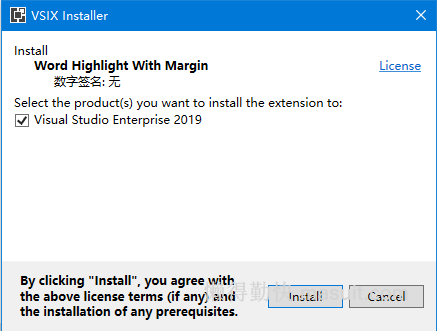 VSIX Installer
Install
Word Highlight With Margin
License
数字签名: 无
Select the product(s) you want to install the extension to:
Visual Studio Enterprise 2019
By clicking "Install", you agree with
the above license terms (if any) and
the installation of any prerequisites.
Install
Cancel